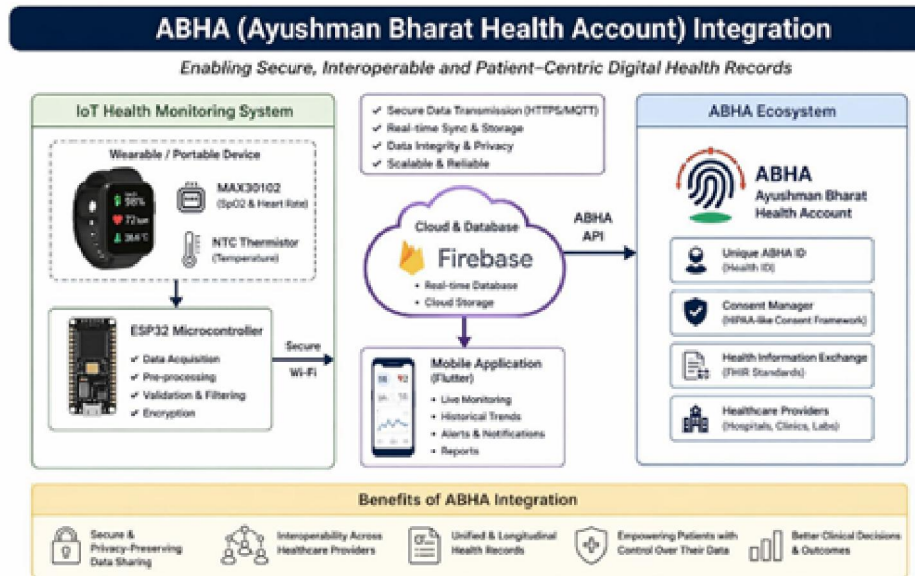 ABHA (Ayushman Bharat Health Account) Integration
Enabling Secure, Interoperable and Patient-Centric Digital Health Records
IoT Health Monitoring System
Wearable / Portable Device
98%
72
36.6°C
MAX30102
(SpO2 & Heart Rate)
NTC Thermistor
(Temperature)
ESP32 Microcontroller
✓ Data Acquisition
✓ Pre-processing
✓ Validation & Filtering
✓ Encryption
Secure
Wi-Fi
✓ Secure Data Transmission (HTTPS/MQTT)
✓ Real-time Sync & Storage
✓ Data Integrity & Privacy
✓ Scalable & Reliable
Cloud & Database
Firebase
• Real-time Database
• Cloud Storage
ABHA
API
Mobile Application
(Flutter)
• Live Monitoring
• Historical Trends
• Alerts & Notifications
• Reports
ABHA Ecosystem
ABHA
Ayushman Bharat
Health Account
Unique ABHA ID
(Health ID)
Consent Manager
(HIPAA-like Consent Framework)
Health Information Exchange
(FHIR Standards)
Healthcare Providers
(Hospitals, Clinics, Labs)
Benefits of ABHA Integration
Secure &
Privacy-Preserving
Data Sharing
Interoperability Across
Healthcare Providers
Unified & Longitudinal
Health Records
Empowering Patients with
Control Over Their Data
Better Clinical Decisions
& Outcomes